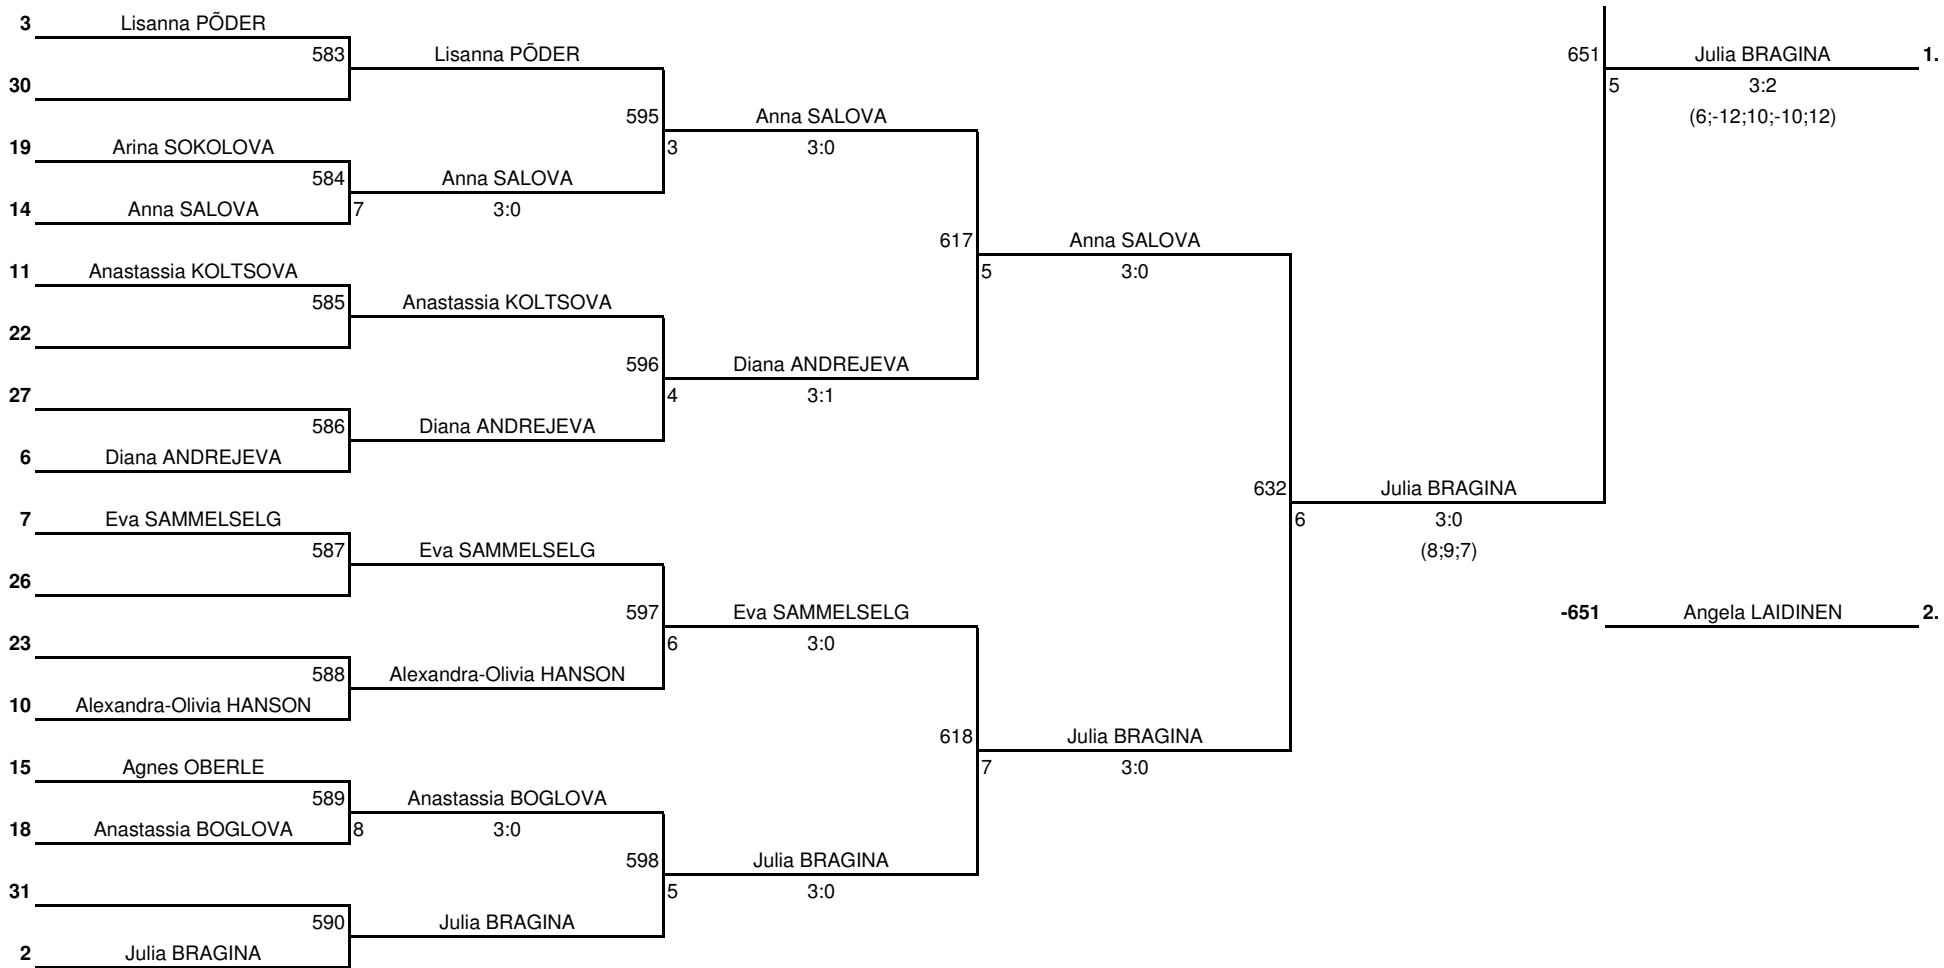 3 Lisanna PÕDER
583 Lisanna PÕDER 651 Julia BRAGINA 1.
30 5 3:2
595 Anna SALOVA (6;-12;10;-10;12)
19 Arina SOKOLOVA 3 3:0
584 Anna SALOVA
14 Anna SALOVA 7 3:0
617 Anna SALOVA
11 Anastassia KOLTSOVA 5 3:0
585 Anastassia KOLTSOVA
22
596 Diana ANDREJEVA
27 4 3:1
586 Diana ANDREJEVA
6 Diana ANDREJEVA
632 Julia BRAGINA
7 Eva SAMMELSELG 6 3:0
587 Eva SAMMELSELG (8;9;7)
26
597 Eva SAMMELSELG -651 Angela LAIDINEN 2.
23 6 3:0
588 Alexandra-Olivia HANSON
10 Alexandra-Olivia HANSON
618 Julia BRAGINA
15 Agnes OBERLE 7 3:0
589 Anastassia BOGLOVA
18 Anastassia BOGLOVA 8 3:0
598 Julia BRAGINA
31 5 3:0
590 Julia BRAGINA
2 Julia BRAGINA